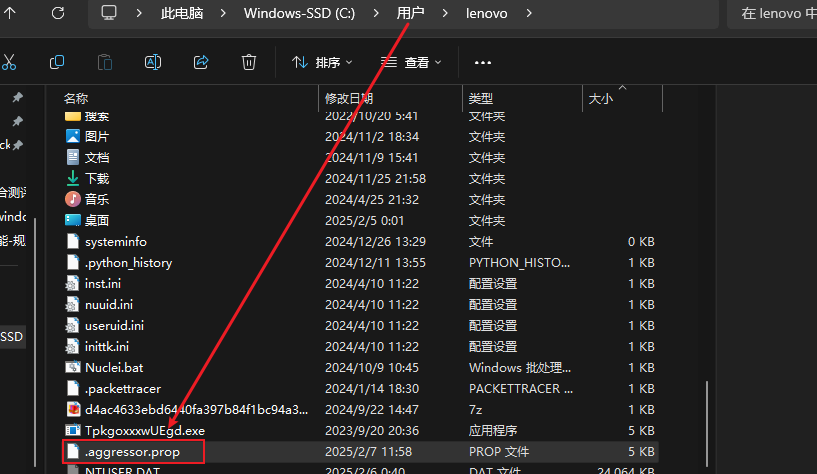 此电脑 Windows-SSD (C:) 用户 lenovo 在 lenovo 中
排序 查看
名称 修改日期 类型 大小
搜索 2022/10/20 5:41 文件夹
图片 2024/11/2 18:34 文件夹
文档 2024/11/9 15:41 文件夹
下载 2024/11/25 21:58 文件夹
音乐 2024/4/25 21:32 文件夹
桌面 2025/2/5 0:01 文件夹
systeminfo 2024/12/26 13:29 文件 0 KB
.python_history 2024/12/11 13:55 PYTHON_HISTO... 1 KB
inst.ini 2024/4/10 11:22 配置设置 1 KB
nuuid.ini 2024/4/10 11:22 配置设置 1 KB
useruid.ini 2024/4/10 11:22 配置设置 1 KB
inittk.ini 2024/4/10 11:22 配置设置 1 KB
Nuclei.bat 2024/10/9 10:45 Windows 批处理... 1 KB
.packettracer 2024/1/14 18:30 PACKETTRACER ... 1 KB
d4ac4633ebd6440fa397b84f1bc94a3... 2024/9/22 14:47 7z 1 KB
TpkgoxxxwUEgd.exe 2023/9/20 20:36 应用程序 5 KB
SSD
.aggressor.prop 2025/2/7 11:58 PROP 文件 5 KB
NTUSER.DAT 2025/2/6 0:40 DAT 文件 24,064 KB